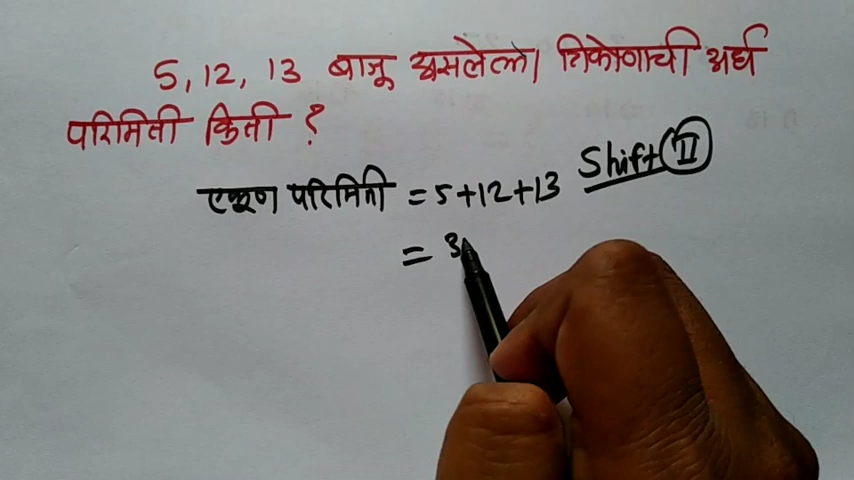 5, 12, 13 बाजू असलेल्या त्रिकोणाची अर्ध
परिमिती किती ?
एकूण परिमिती = 5+12+13 Shift II
= 3